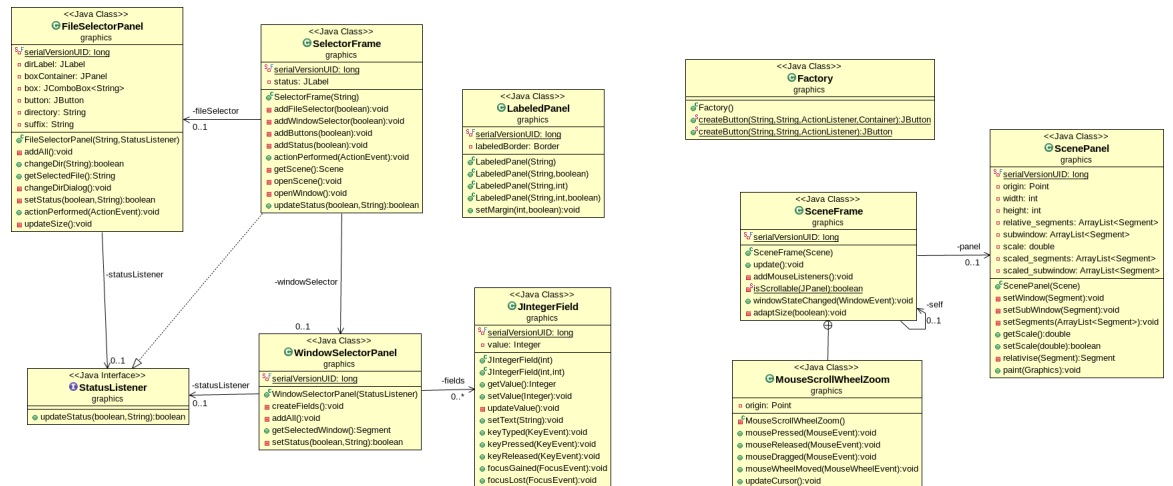 <<Java Class>>
FileSelectorPanel
graphics
serialVersionUID: long
dirLabel: JLabel
boxContainer: JPanel
box: JComboBox<String>
button: JButton
directory: String
suffix: String
FileSelectorPanel(String,StatusListener)
addAll():void
changeDir(String):boolean
getSelectedFile():String
changeDirDialog():void
setStatus(boolean,String):boolean
actionPerformed(ActionEvent):void
updateSize():void
-fileSelector
0..1
<<Java Class>>
SelectorFrame
graphics
serialVersionUID: long
status: JLabel
SelectorFrame(String)
addFileSelector(boolean):void
addWindowSelector(boolean):void
addButtons(boolean):void
addStatus(boolean):void
actionPerformed(ActionEvent):void
getScene():Scene
openScene():void
openWindow():void
updateStatus(boolean,String):boolean
<<Java Class>>
LabeledPanel
graphics
serialVersionUID: long
labeledBorder: Border
LabeledPanel(String)
LabeledPanel(String,boolean)
LabeledPanel(String,int)
LabeledPanel(String,int,boolean)
setMargin(int,boolean):void
<<Java Class>>
Factory
graphics
Factory()
createButton(String,String,ActionListener,Container):JButton
createButton(String,String,ActionListener):JButton
<<Java Class>>
ScenePanel
graphics
serialVersionUID: long
origin: Point
width: int
height: int
relative_segments: ArrayList<Segment>
subwindow: ArrayList<Segment>
scale: double
scaled_segments: ArrayList<Segment>
scaled_subwindow: ArrayList<Segment>
ScenePanel(Scene)
setWindow(Segment):void
setSubWindow(Segment):void
setSegments(ArrayList<Segment>):void
getScale():double
setScale(double):boolean
relativise(Segment):Segment
paint(Graphics):void
<<Java Class>>
SceneFrame
graphics
serialVersionUID: long
SceneFrame(Scene)
update():void
addMouseListeners():void
isScrollable(JPanel):boolean
windowStateChanged(WindowEvent):void
adaptSize(boolean):void
-panel
0..1
-self
0..1
-statusListener
0..1
-windowSelector
0..1
<<Java Interface>>
StatusListener
graphics
updateStatus(boolean,String):boolean
-statusListener
0..1
<<Java Class>>
WindowSelectorPanel
graphics
serialVersionUID: long
WindowSelectorPanel(StatusListener)
createFields():void
addAll():void
getSelectedWindow():Segment
setStatus(boolean,String):boolean
-fields
0..*
<<Java Class>>
JIntegerField
graphics
serialVersionUID: long
value: Integer
JIntegerField(int)
JIntegerField(int,int)
getValue():Integer
setValue(Integer):void
updateValue():void
setText(String):void
keyTyped(KeyEvent):void
keyPressed(KeyEvent):void
keyReleased(KeyEvent):void
focusGained(FocusEvent):void
focusLost(FocusEvent):void
<<Java Class>>
MouseScrollWheelZoom
graphics
origin: Point
MouseScrollWheelZoom()
mousePressed(MouseEvent):void
mouseReleased(MouseEvent):void
mouseDragged(MouseEvent):void
mouseWheelMoved(MouseWheelEvent):void
updateCursor():void